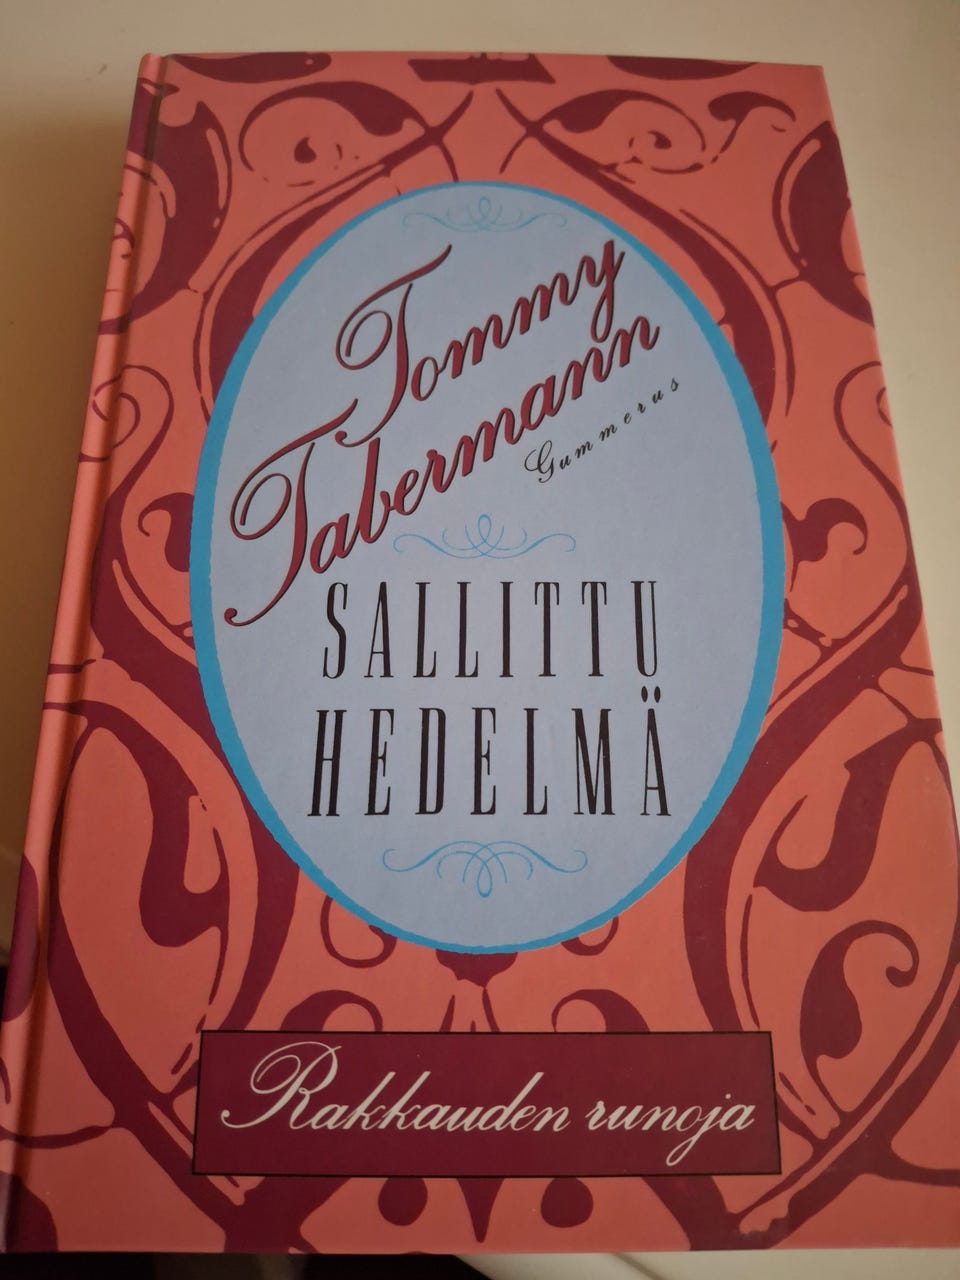 Tommy
Tabermann
Gummerus
SALLITTU
HEDELMÄ
Rakkauden runoja